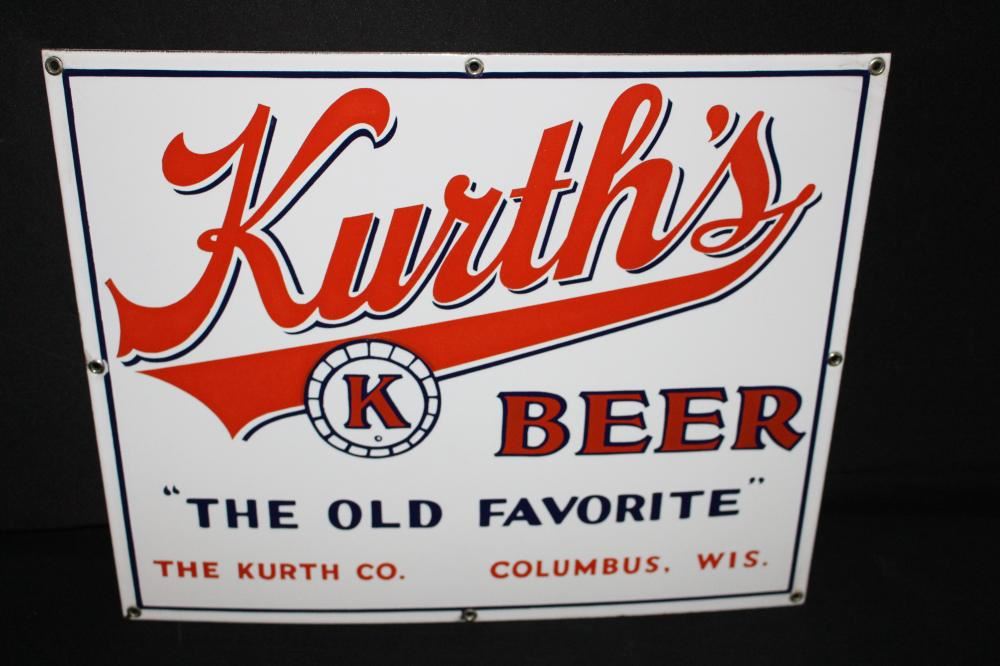 Kurth's
K
BEER
"THE OLD FAVORITE"
THE KURTH CO. COLUMBUS, WIS.